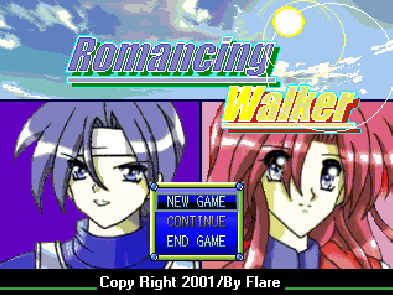 Romancing
Walker
NEW GAME
CONTINUE
END GAME
Copy Right 2001/By Flare